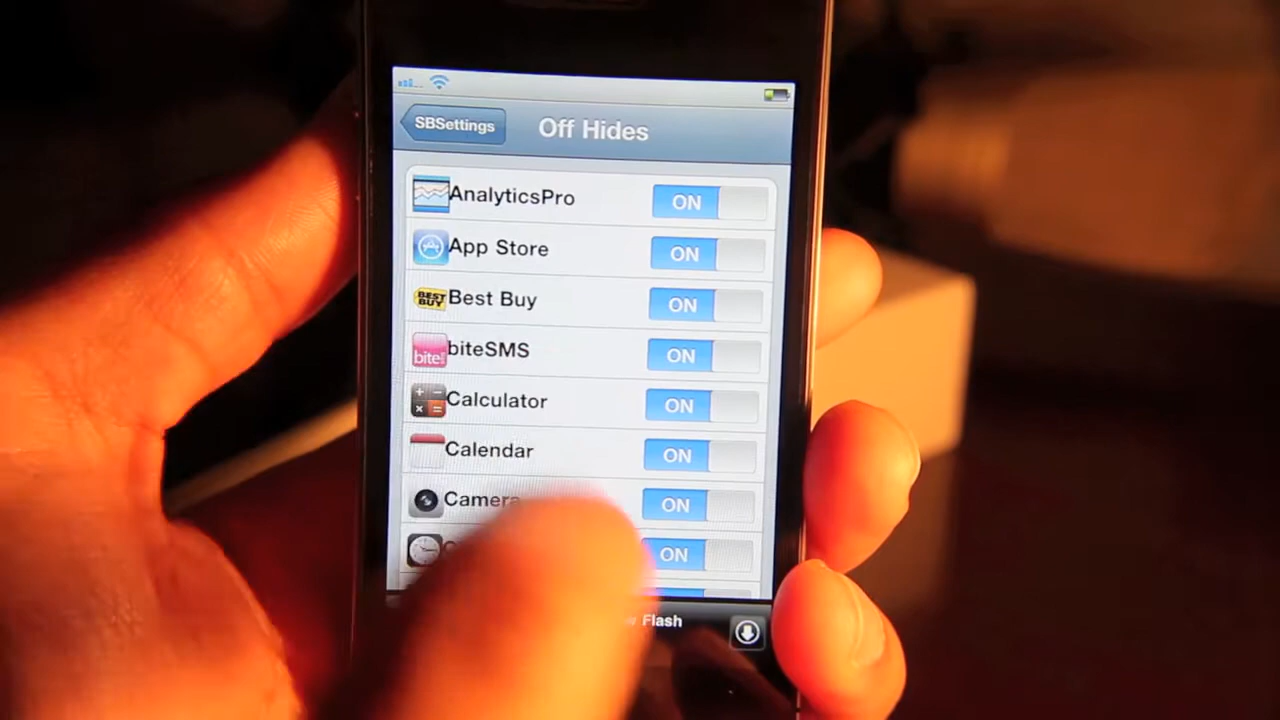 SBSettings
Off Hides
AnalyticsPro
ON
App Store
ON
BEST BUY
Best Buy
ON
bite
biteSMS
ON
Calculator
ON
Calendar
ON
Camera
ON
ON
Flash